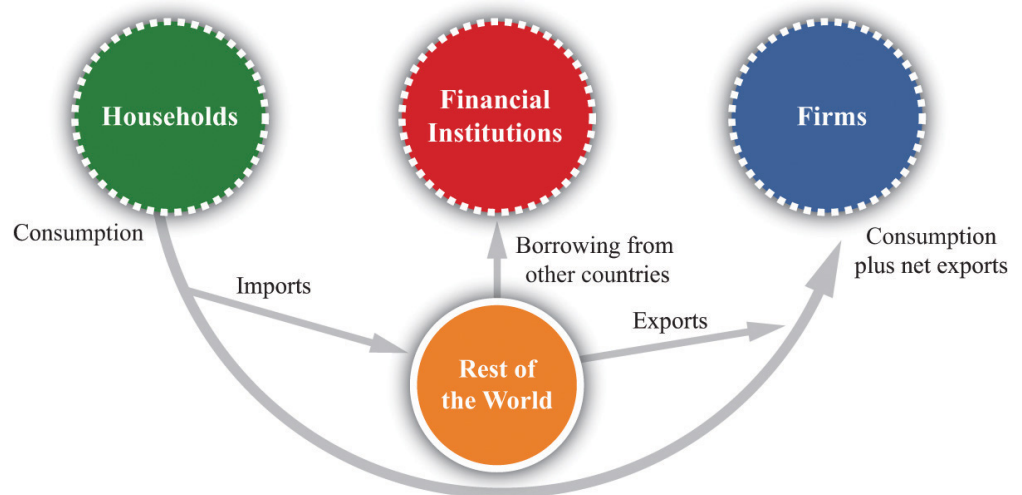 Households
Financial
Institutions
Firms
Consumption
Imports
Borrowing from
other countries
Exports
Consumption
plus net exports
Rest of
the World